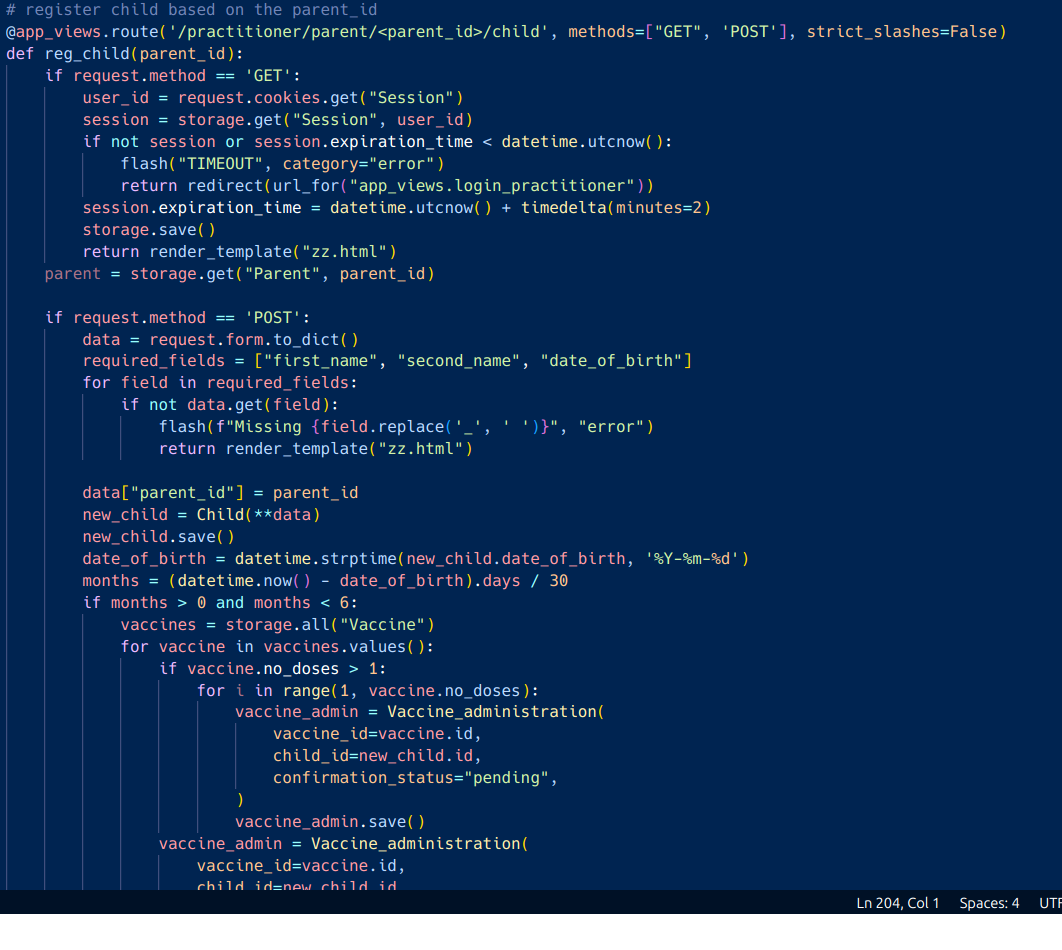 # register child based on the parent_id
@app_views.route('/practitioner/parent/<parent_id>/child', methods=["GET", 'POST'], strict_slashes=False)
def reg_child(parent_id):
    if request.method == 'GET':
        user_id = request.cookies.get("Session")
        session = storage.get("Session", user_id)
        if not session or session.expiration_time < datetime.utcnow():
            flash("TIMEOUT", category="error")
            return redirect(url_for("app_views.login_practitioner"))
        session.expiration_time = datetime.utcnow() + timedelta(minutes=2)
        storage.save()
        return render_template("zz.html")
    parent = storage.get("Parent", parent_id)

    if request.method == 'POST':
        data = request.form.to_dict()
        required_fields = ["first_name", "second_name", "date_of_birth"]
        for field in required_fields:
            if not data.get(field):
                flash(f"Missing {field.replace('_', ' ')}", "error")
                return render_template("zz.html")

        data["parent_id"] = parent_id
        new_child = Child(**data)
        new_child.save()
        date_of_birth = datetime.strptime(new_child.date_of_birth, '%Y-%m-%d')
        months = (datetime.now() - date_of_birth).days / 30
        if months > 0 and months < 6:
            vaccines = storage.all("Vaccine")
            for vaccine in vaccines.values():
                if vaccine.no_doses > 1:
                    for i in range(1, vaccine.no_doses):
                        vaccine_admin = Vaccine_administration(
                            vaccine_id=vaccine.id,
                            child_id=new_child.id,
                            confirmation_status="pending",
                        )
                        vaccine_admin.save()
                vaccine_admin = Vaccine_administration(
                    vaccine_id=vaccine.id,
                    child_id=new_child.id
Ln 204, Col 1 Spaces: 4 UTF